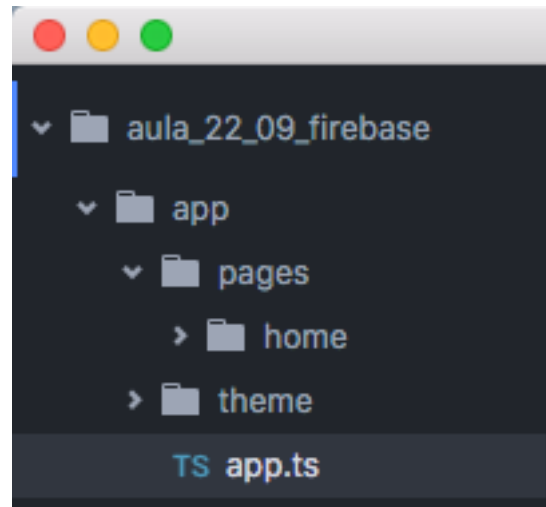 aula_22_09_firebase
app
pages
home
theme
TS app.ts